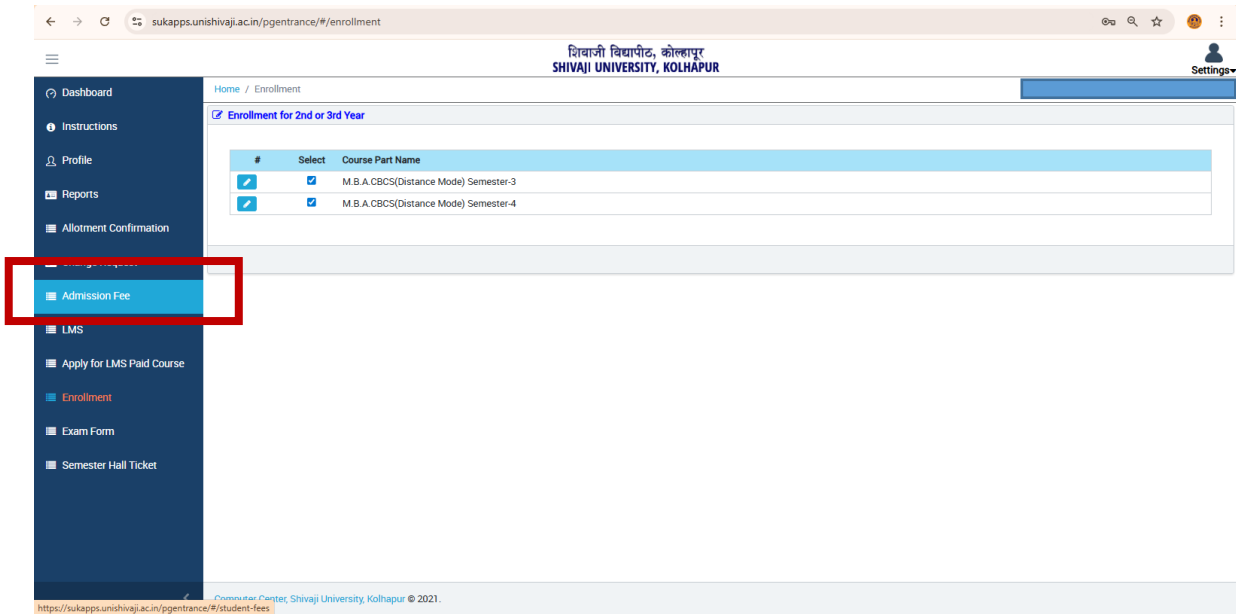 sukapps.unishivaji.ac.in/pgentrance/#/enrollment
शिवाजी विद्यापीठ, कोल्हापूर
SHIVAJI UNIVERSITY, KOLHAPUR
Settings
Dashboard
Instructions
Profile
Reports
Allotment Confirmation
Admission Fee
LMS
Apply for LMS Paid Course
Enrollment
Exam Form
Semester Hall Ticket
Home / Enrollment
Enrollment for 2nd or 3rd Year
# Select Course Part Name
M.B.A.CBCS(Distance Mode) Semester-3
M.B.A.CBCS(Distance Mode) Semester-4
Computer Center, Shivaji University, Kolhapur © 2021.
https://sukapps.unishivaji.ac.in/pgentrance/#/student-fees